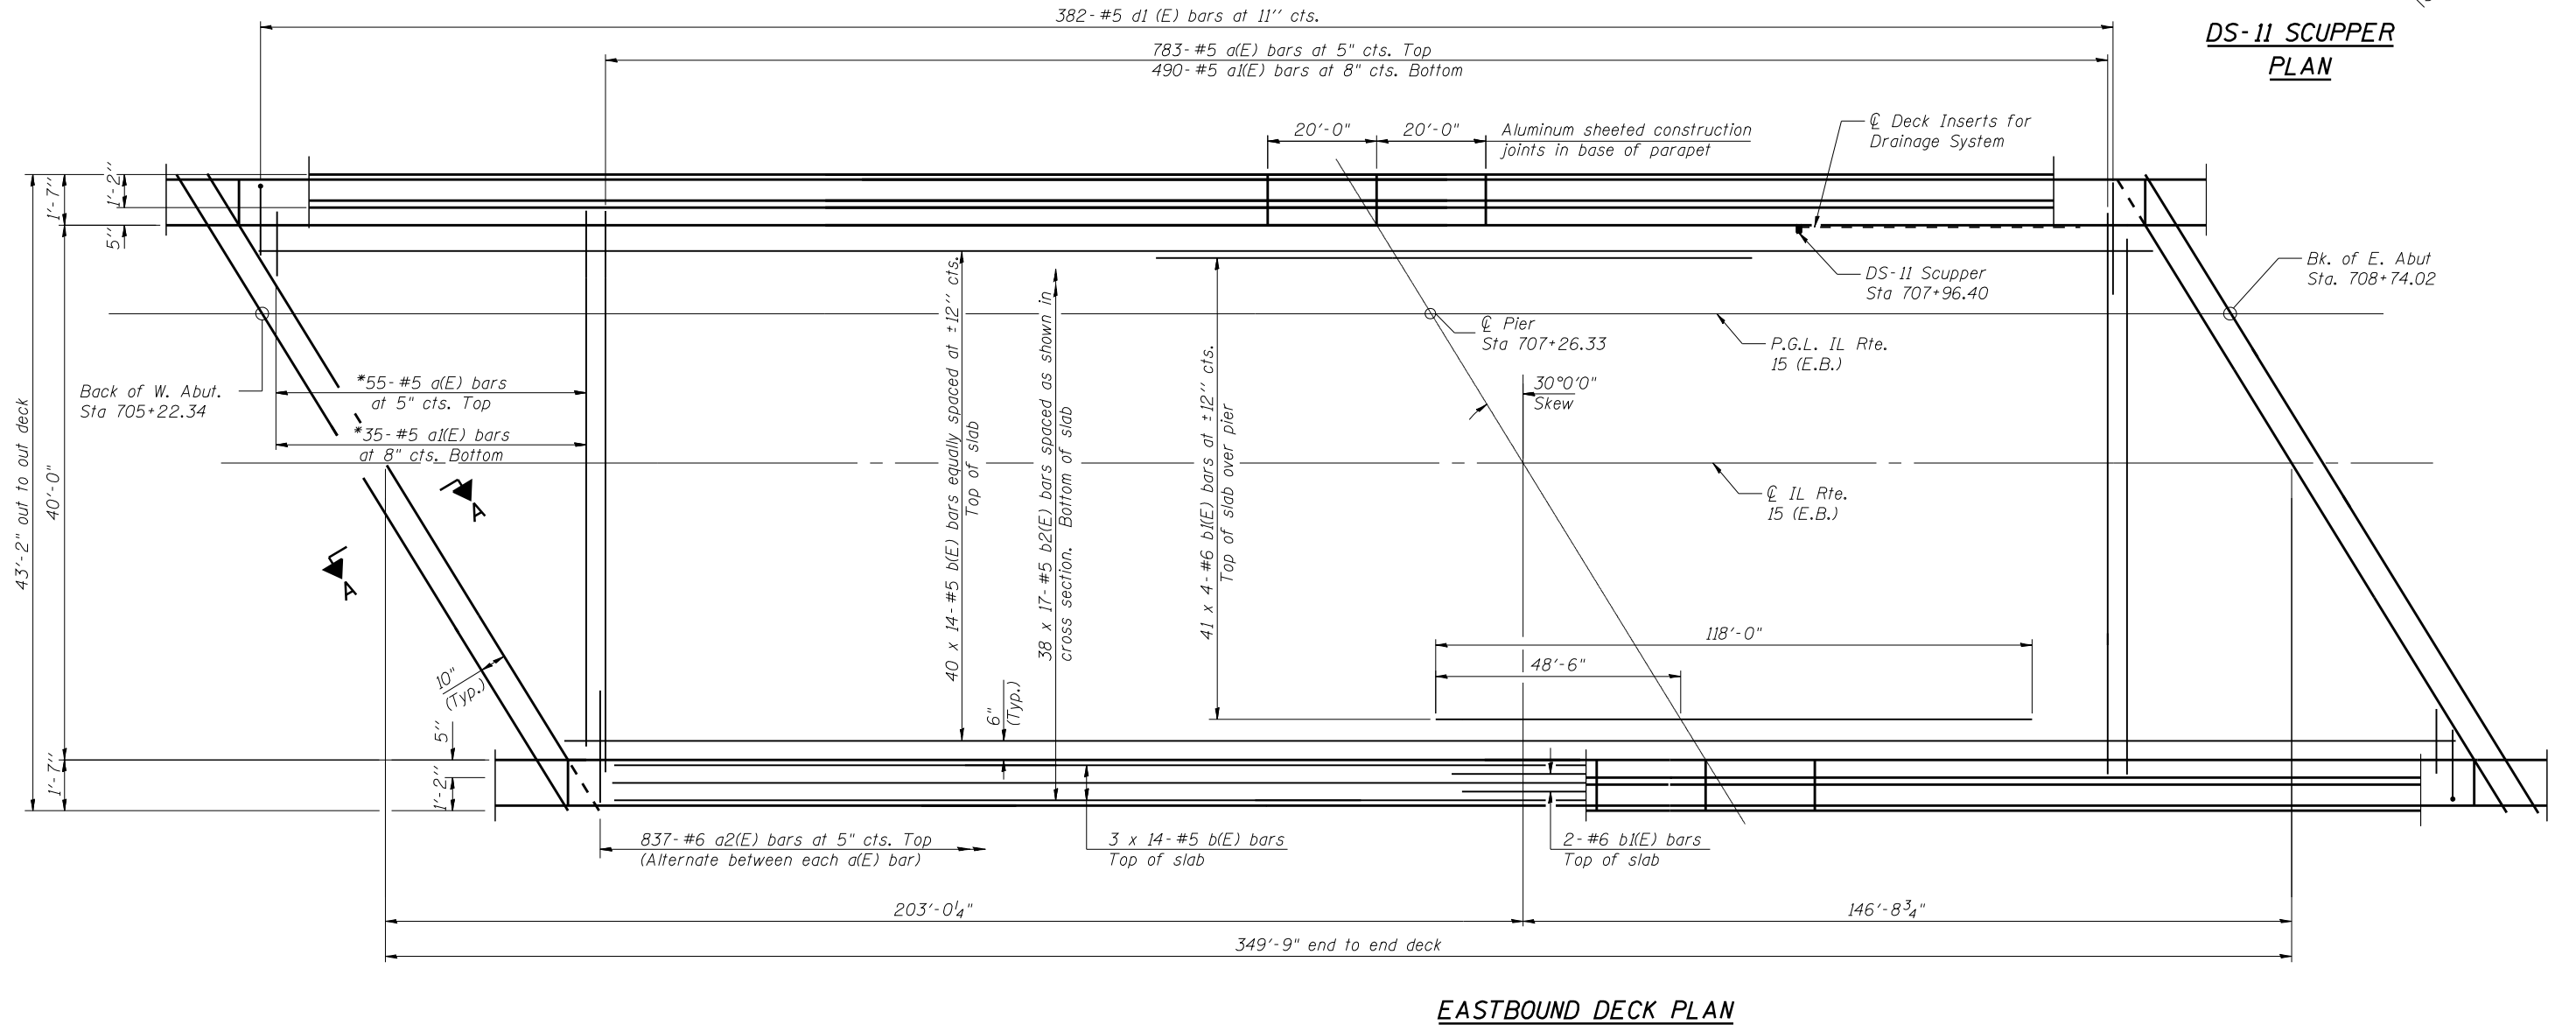 382-#5 d1 (E) bars at 11'' cts.
DS-11 SCUPPER
PLAN
783-#5 a(E) bars at 5" cts. Top
490-#5 a1(E) bars at 8" cts. Bottom
20'-0"
20'-0"
Aluminum sheeted construction
joints in base of parapet
℄ Deck Inserts for
Drainage System
1'-7''
1'-2''
5''
DS-11 Scupper
Sta 707+96.40
Bk. of E. Abut
Sta. 708+74.02
℄ Pier
Sta 707+26.33
P.G.L. IL Rte.
15 (E.B.)
Back of W. Abut.
Sta 705+22.34
*55-#5 a(E) bars
at 5" cts. Top
*35-#5 a1(E) bars
at 8" cts. Bottom
30°0'0"
Skew
43'-2" out to out deck
40'-0"
40 x 14-#5 b(E) bars equally spaced at ±12'' cts.
Top of slab
38 x 17-#5 b2(E) bars spaced as shown in
cross section. Bottom of slab
41 x 4-#6 b1(E) bars at ±12'' cts.
Top of slab over pier
℄ IL Rte.
15 (E.B.)
A
A
118'-0"
48'-6"
10"
(Typ.)
6"
(Typ.)
5''
1'-7''
1'-2''
837-#6 a2(E) bars at 5" cts. Top
(Alternate between each a(E) bar)
3 x 14-#5 b(E) bars
Top of slab
2-#6 b1(E) bars
Top of slab
203'-0¼"
146'-8¾"
349'-9" end to end deck
EASTBOUND DECK PLAN